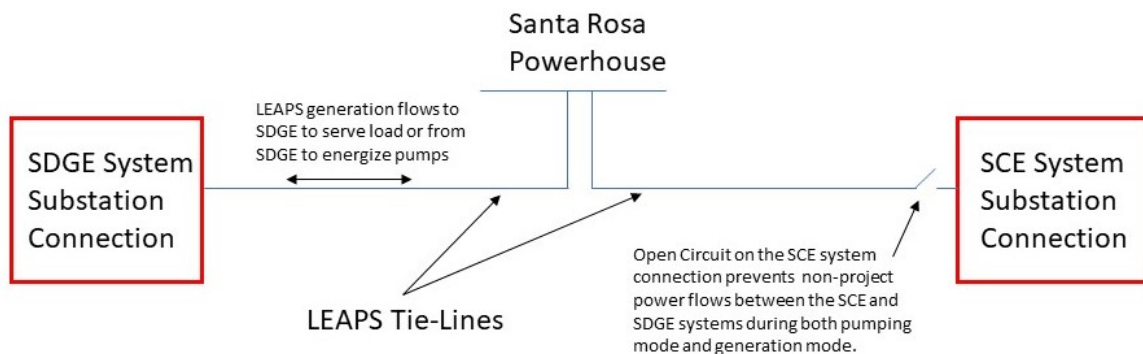 Santa Rosa
Powerhouse
LEAPS generation flows to
SDGE to serve load or from
SDGE to energize pumps
SDGE System
Substation
Connection
SCE System
Substation
Connection
LEAPS Tie-Lines
Open Circuit on the SCE system
connection prevents non-project
power flows between the SCE and
SDGE systems during both pumping
mode and generation mode.